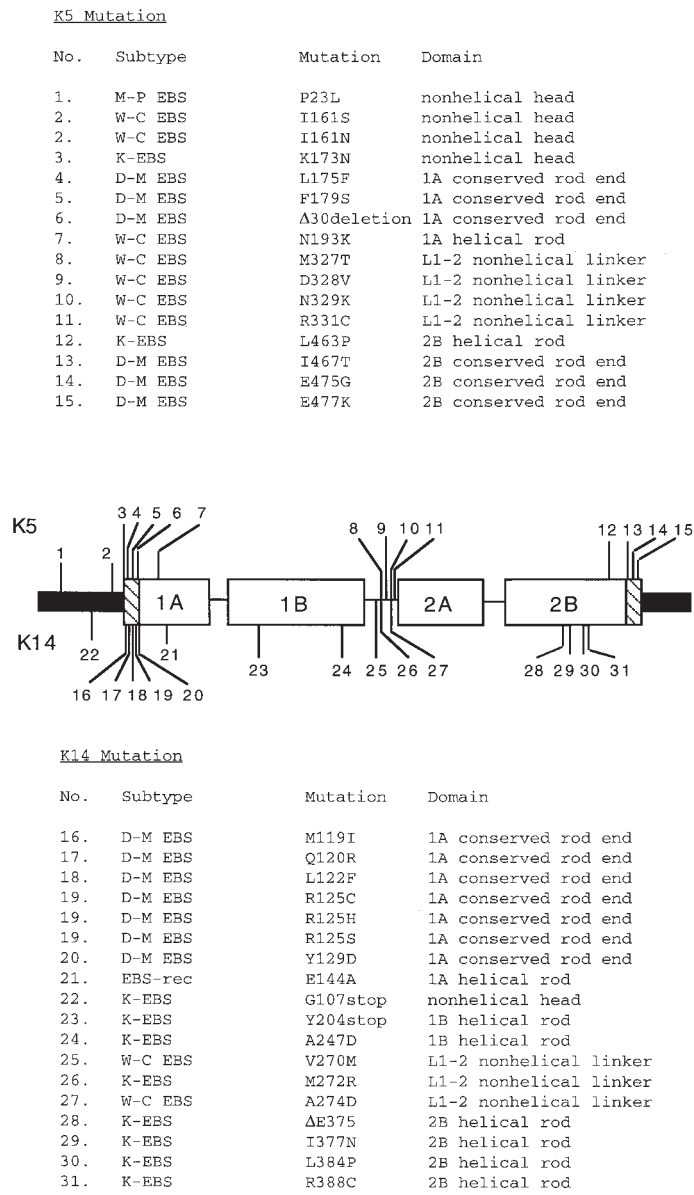 K5 Mutation
No. Subtype Mutation Domain
1. M-P EBS P23L nonhelical head
2. W-C EBS I161S nonhelical head
2. W-C EBS I161N nonhelical head
3. K-EBS K173N nonhelical head
4. D-M EBS L175F 1A conserved rod end
5. D-M EBS F179S 1A conserved rod end
6. D-M EBS Δ30deletion 1A conserved rod end
7. W-C EBS N193K 1A helical rod
8. W-C EBS M327T L1-2 nonhelical linker
9. W-C EBS D328V L1-2 nonhelical linker
10. W-C EBS N329K L1-2 nonhelical linker
11. W-C EBS R331C L1-2 nonhelical linker
12. K-EBS L463P 2B helical rod
13. D-M EBS I467T 2B conserved rod end
14. D-M EBS E475G 2B conserved rod end
15. D-M EBS E477K 2B conserved rod end
3 4 5 6 7 8 9 10 11 12 13 14 15
K5
1 2
1A 1B 2A 2B
K14
22 21 23 24 25 26 27 28 29 30 31
16 17 18 19 20
K14 Mutation
No. Subtype Mutation Domain
16. D-M EBS M119I 1A conserved rod end
17. D-M EBS Q120R 1A conserved rod end
18. D-M EBS L122F 1A conserved rod end
19. D-M EBS R125C 1A conserved rod end
19. D-M EBS R125H 1A conserved rod end
19. D-M EBS R125S 1A conserved rod end
20. D-M EBS Y129D 1A conserved rod end
21. EBS-rec E144A 1A helical rod
22. K-EBS G107stop nonhelical head
23. K-EBS Y204stop 1B helical rod
24. K-EBS A247D 1B helical rod
25. W-C EBS V270M L1-2 nonhelical linker
26. K-EBS M272R L1-2 nonhelical linker
27. W-C EBS A274D L1-2 nonhelical linker
28. K-EBS ΔE375 2B helical rod
29. K-EBS I377N 2B helical rod
30. K-EBS L384P 2B helical rod
31. K-EBS R388C 2B helical rod